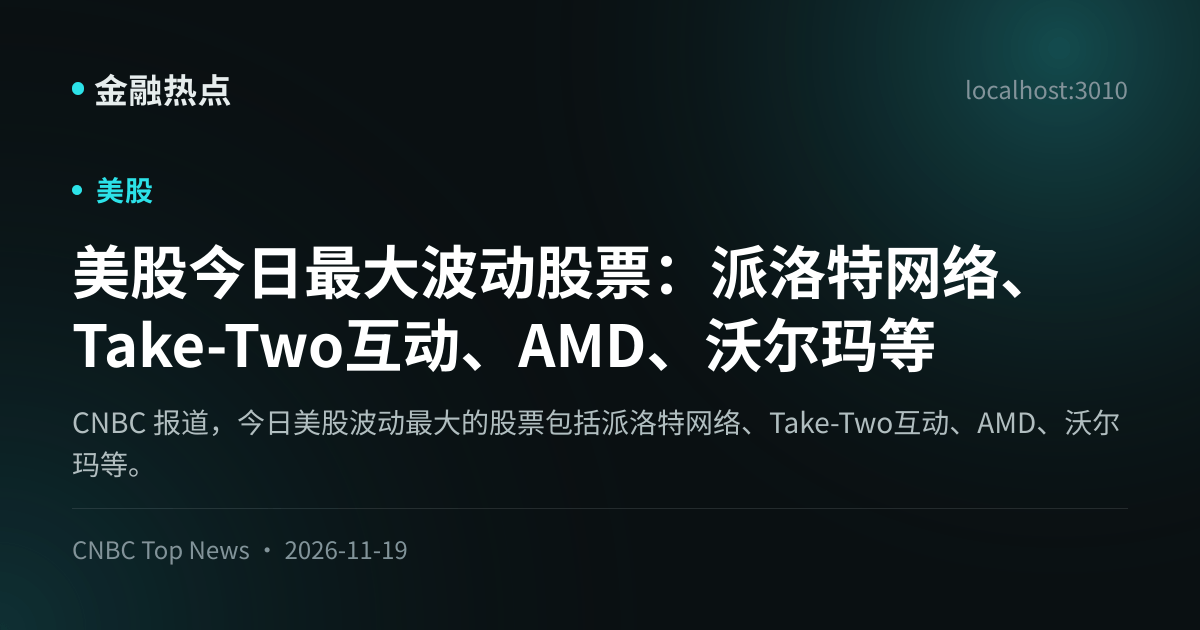 金融热点
localhost:3010
美股
美股今日最大波动股票：派洛特网络、
Take-Two互动、AMD、沃尔玛等
CNBC 报道，今日美股波动最大的股票包括派洛特网络、Take-Two互动、AMD、沃尔
玛等。
CNBC Top News · 2026-11-19